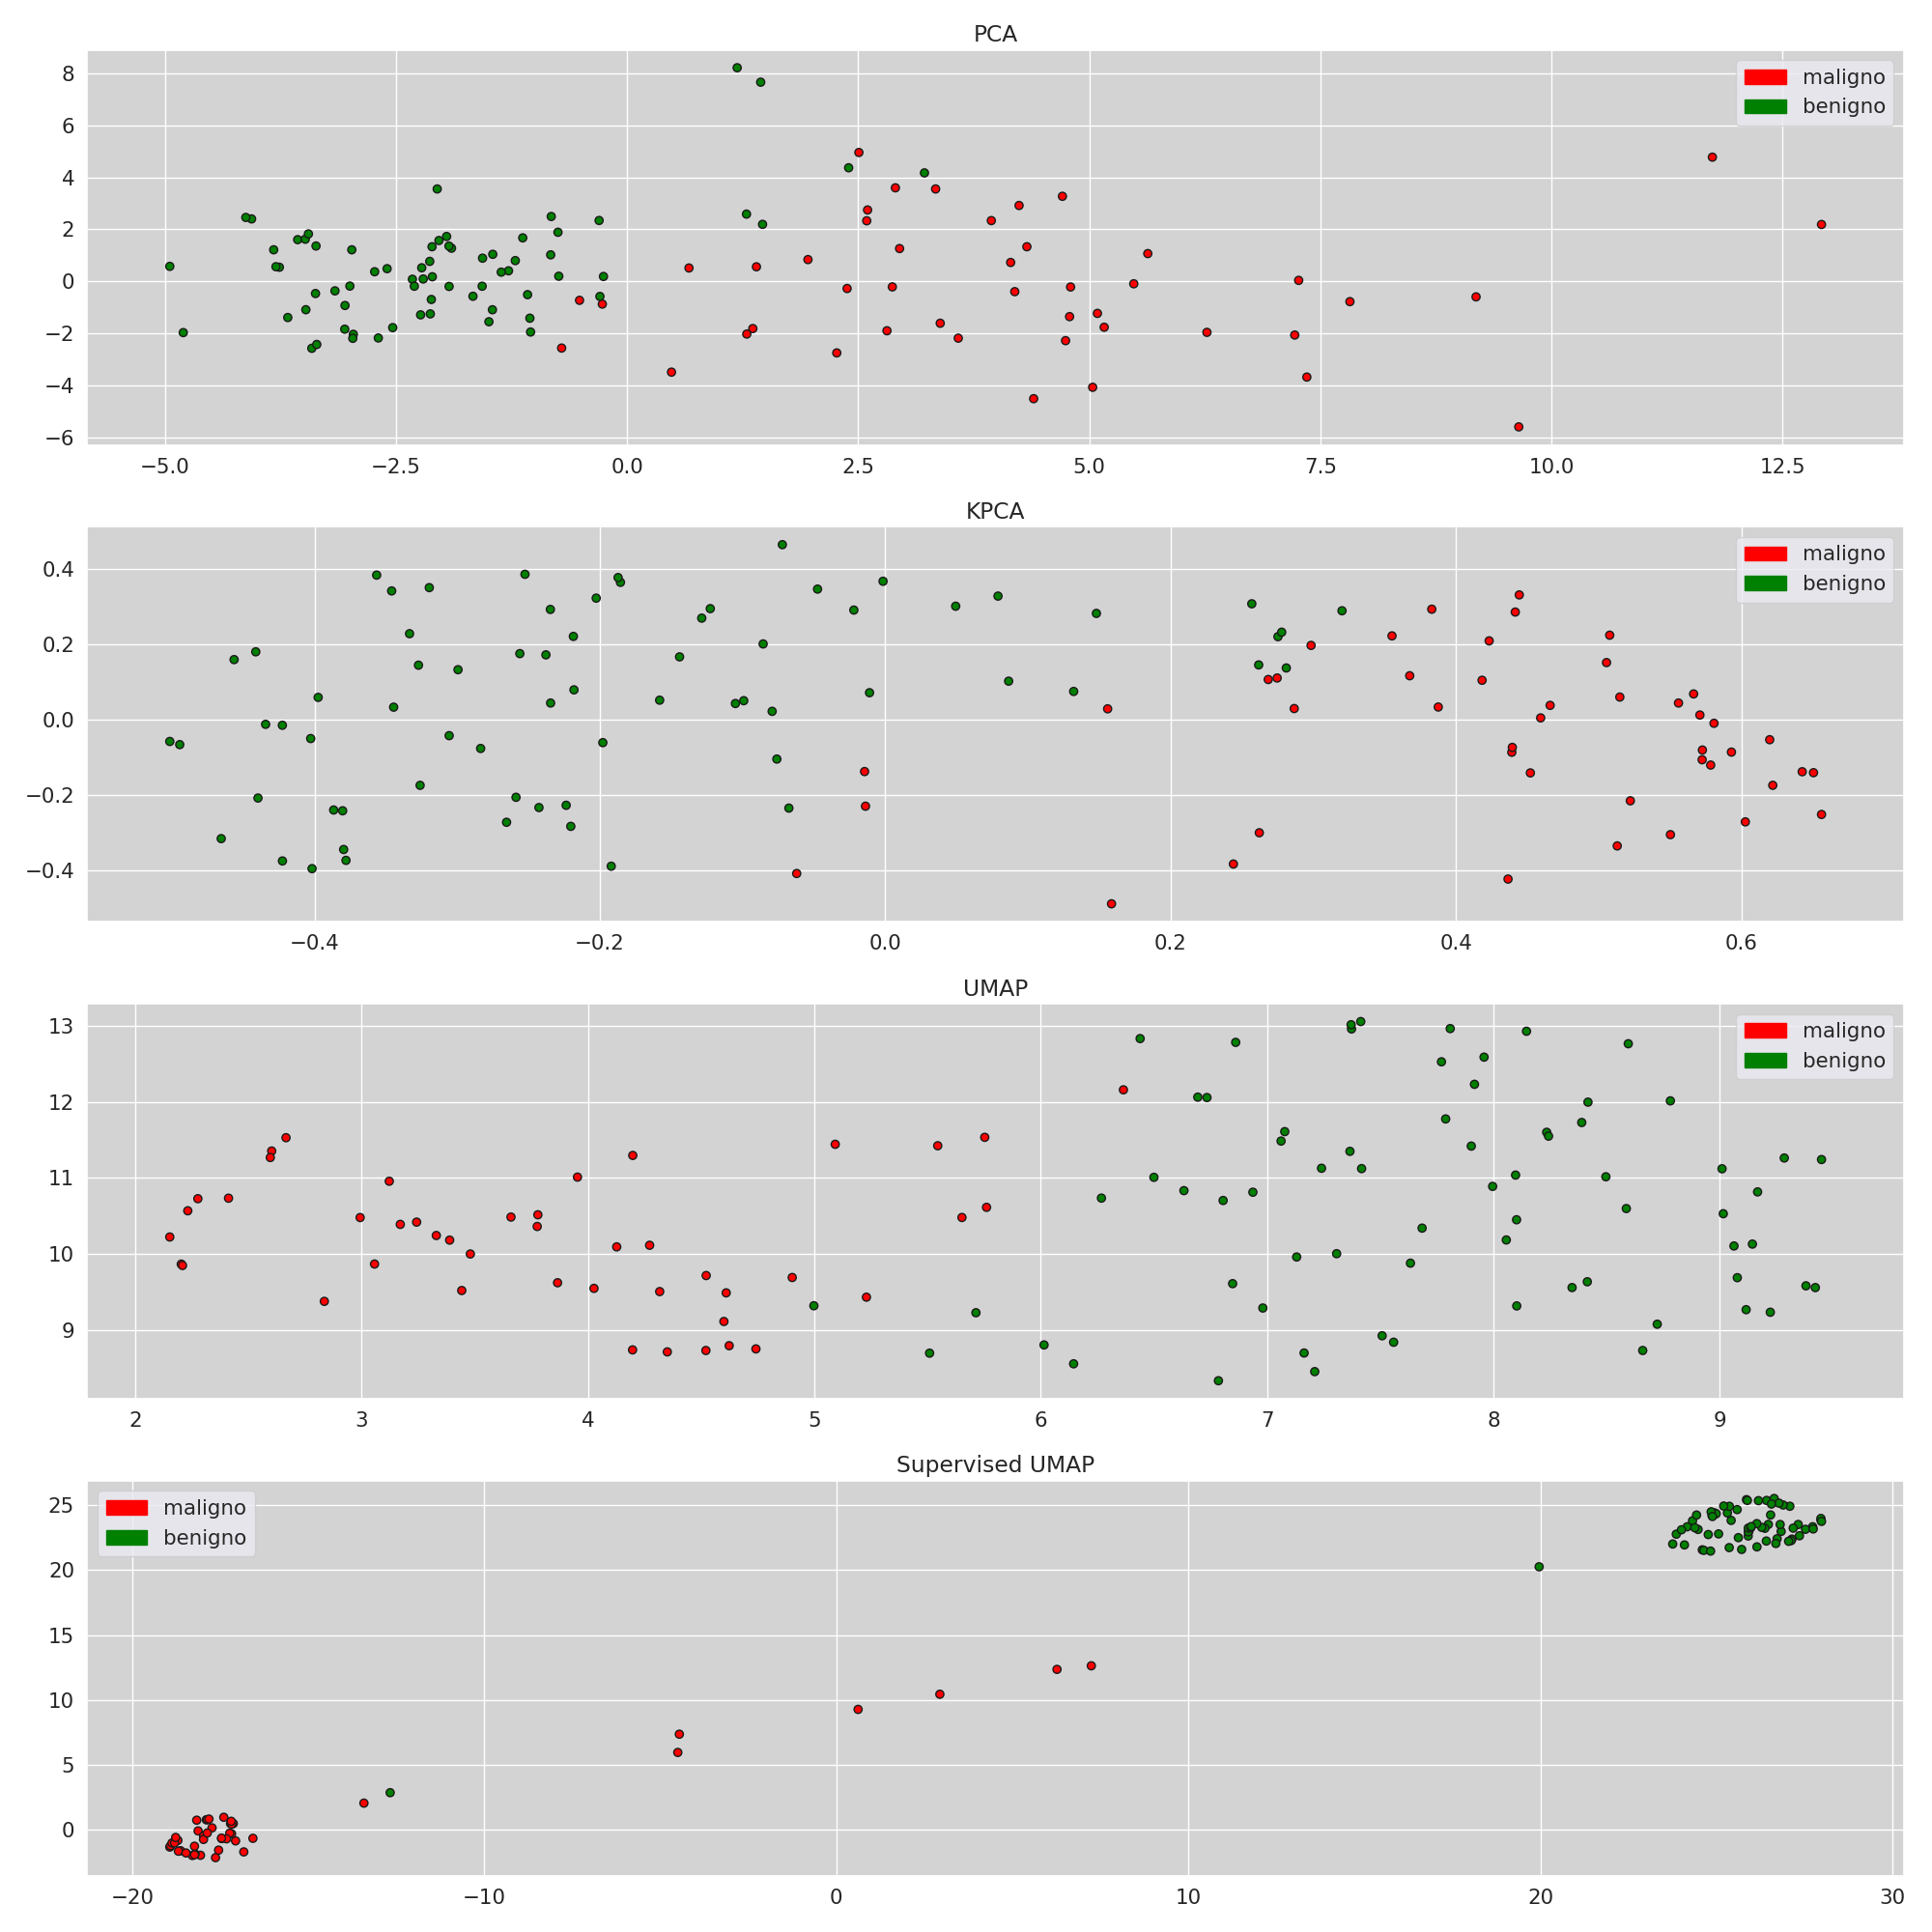 PCA
maligno
benigno
8
6
4
2
0
−2
−4
−6
−5.0 −2.5 0.0 2.5 5.0 7.5 10.0 12.5
KPCA
maligno
benigno
0.4
0.2
0.0
−0.2
−0.4
−0.4 −0.2 0.0 0.2 0.4 0.6
UMAP
maligno
benigno
13
12
11
10
9
2 3 4 5 6 7 8 9
Supervised UMAP
maligno
benigno
25
20
15
10
5
0
−20 −10 0 10 20 30